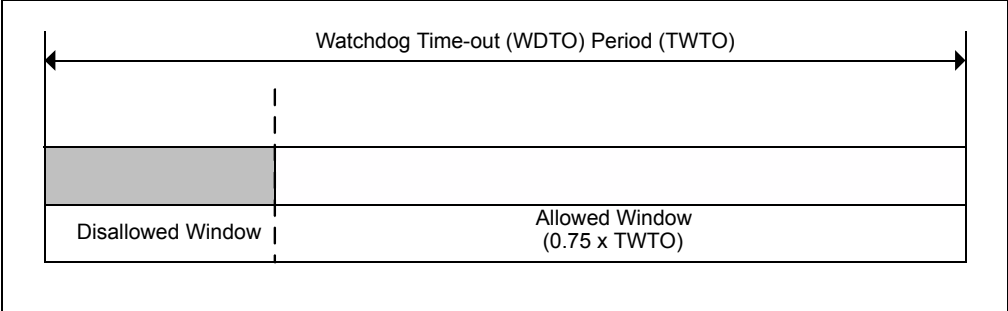 Watchdog Time-out (WDTO) Period (TWTO)
Disallowed Window
Allowed Window
(0.75 x TWTO)